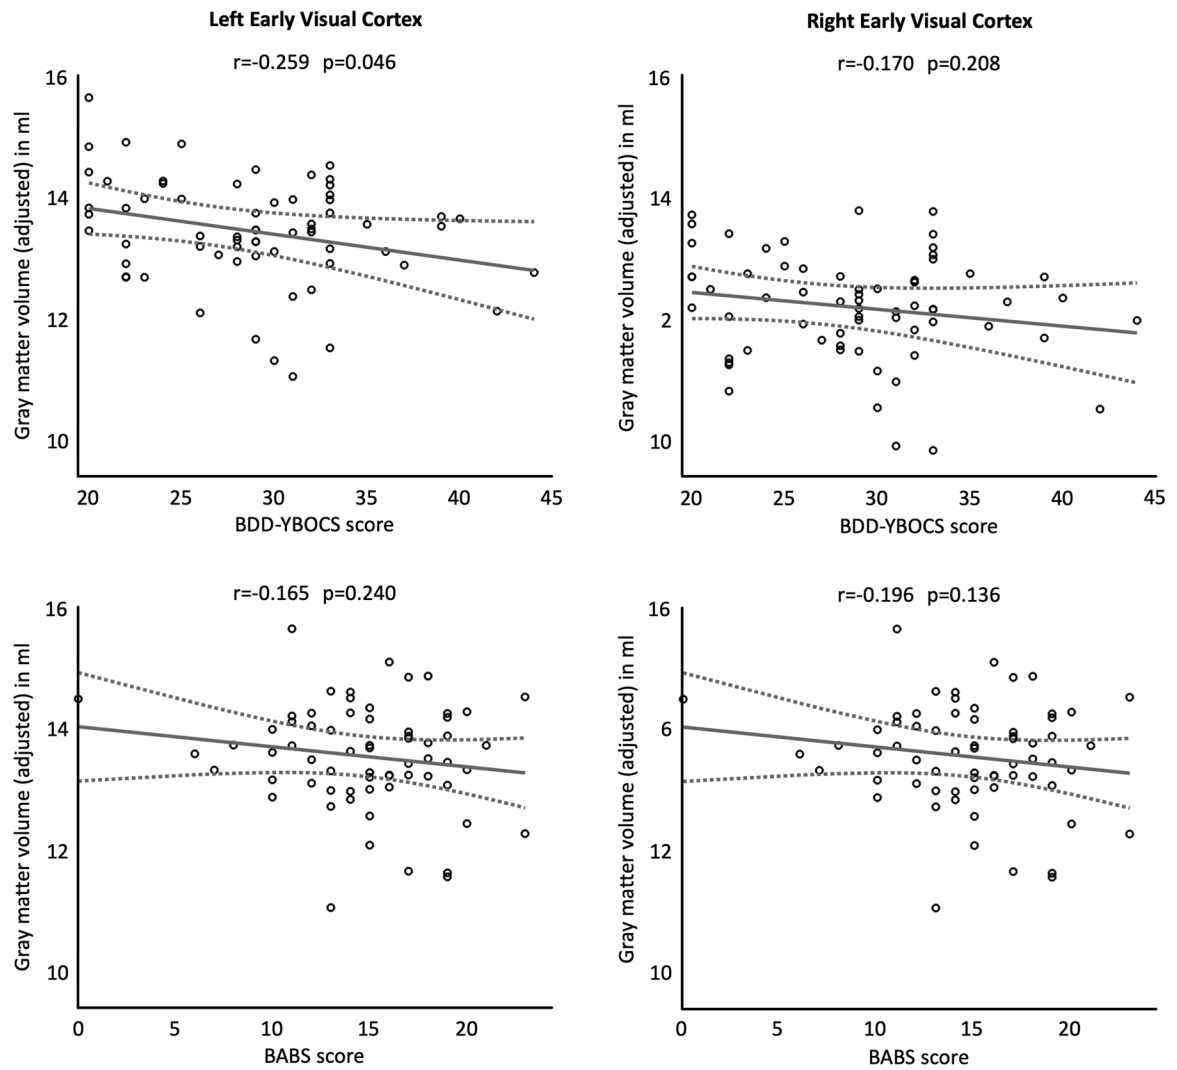 Left Early Visual Cortex
r=-0.259 p=0.046
Gray matter volume (adjusted) in ml
16
14
12
10
20 25 30 35 40 45
BDD-YBOCS score
Right Early Visual Cortex
r=-0.170 p=0.208
Gray matter volume (adjusted) in ml
16
14
2
10
20 25 30 35 40 45
BDD-YBOCS score
r=-0.165 p=0.240
Gray matter volume (adjusted) in ml
16
14
12
10
0 5 10 15 20
BABS score
r=-0.196 p=0.136
Gray matter volume (adjusted) in ml
16
6
12
10
0 5 10 15 20
BABS score